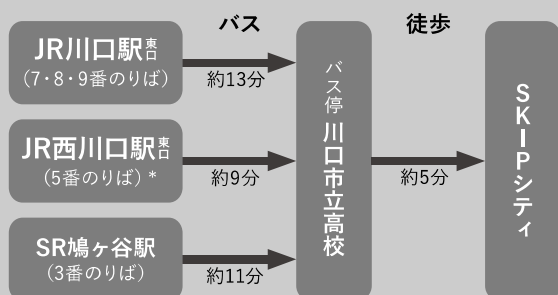 バス
徒歩
JR川口駅東口
(7・8・9番のりば)
約13分
JR西川口駅東口
(5番のりば) *
約9分
SR鳩ヶ谷駅
(3番のりば)
約11分
バス停 川口市立高校
約5分
SKIPシティ